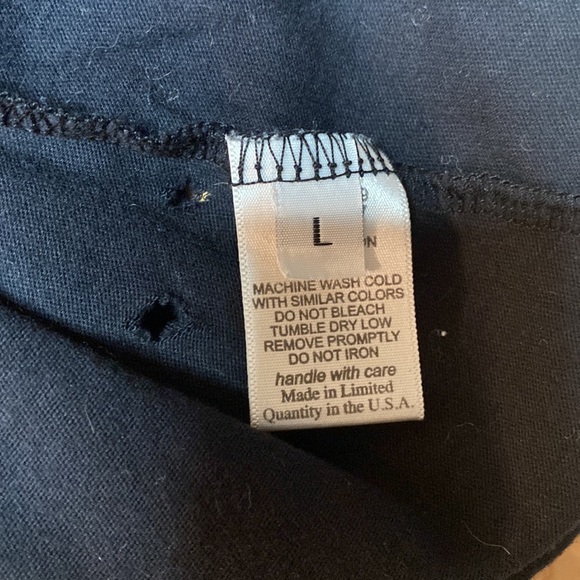 L
MACHINE WASH COLD
WITH SIMILAR COLORS
DO NOT BLEACH
TUMBLE DRY LOW
REMOVE PROMPTLY
DO NOT IRON
handle with care
Made in Limited
Quantity in the U.S.A.